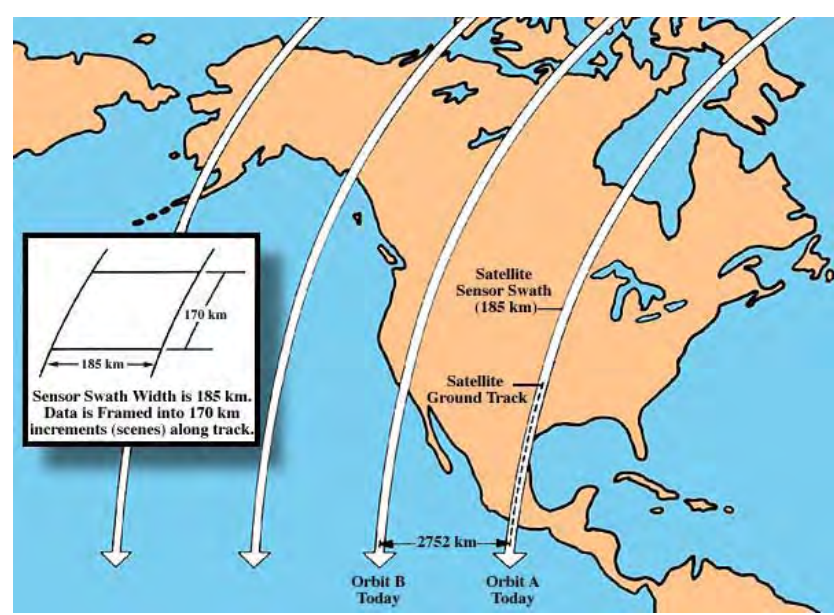 Satellite
Sensor Swath
(185 km)
170 km
185 km
Satellite
Ground Track
Sensor Swath Width is 185 km.
Data is Framed into 170 km
increments (scenes) along track.
2752 km
Orbit B
Today
Orbit A
Today